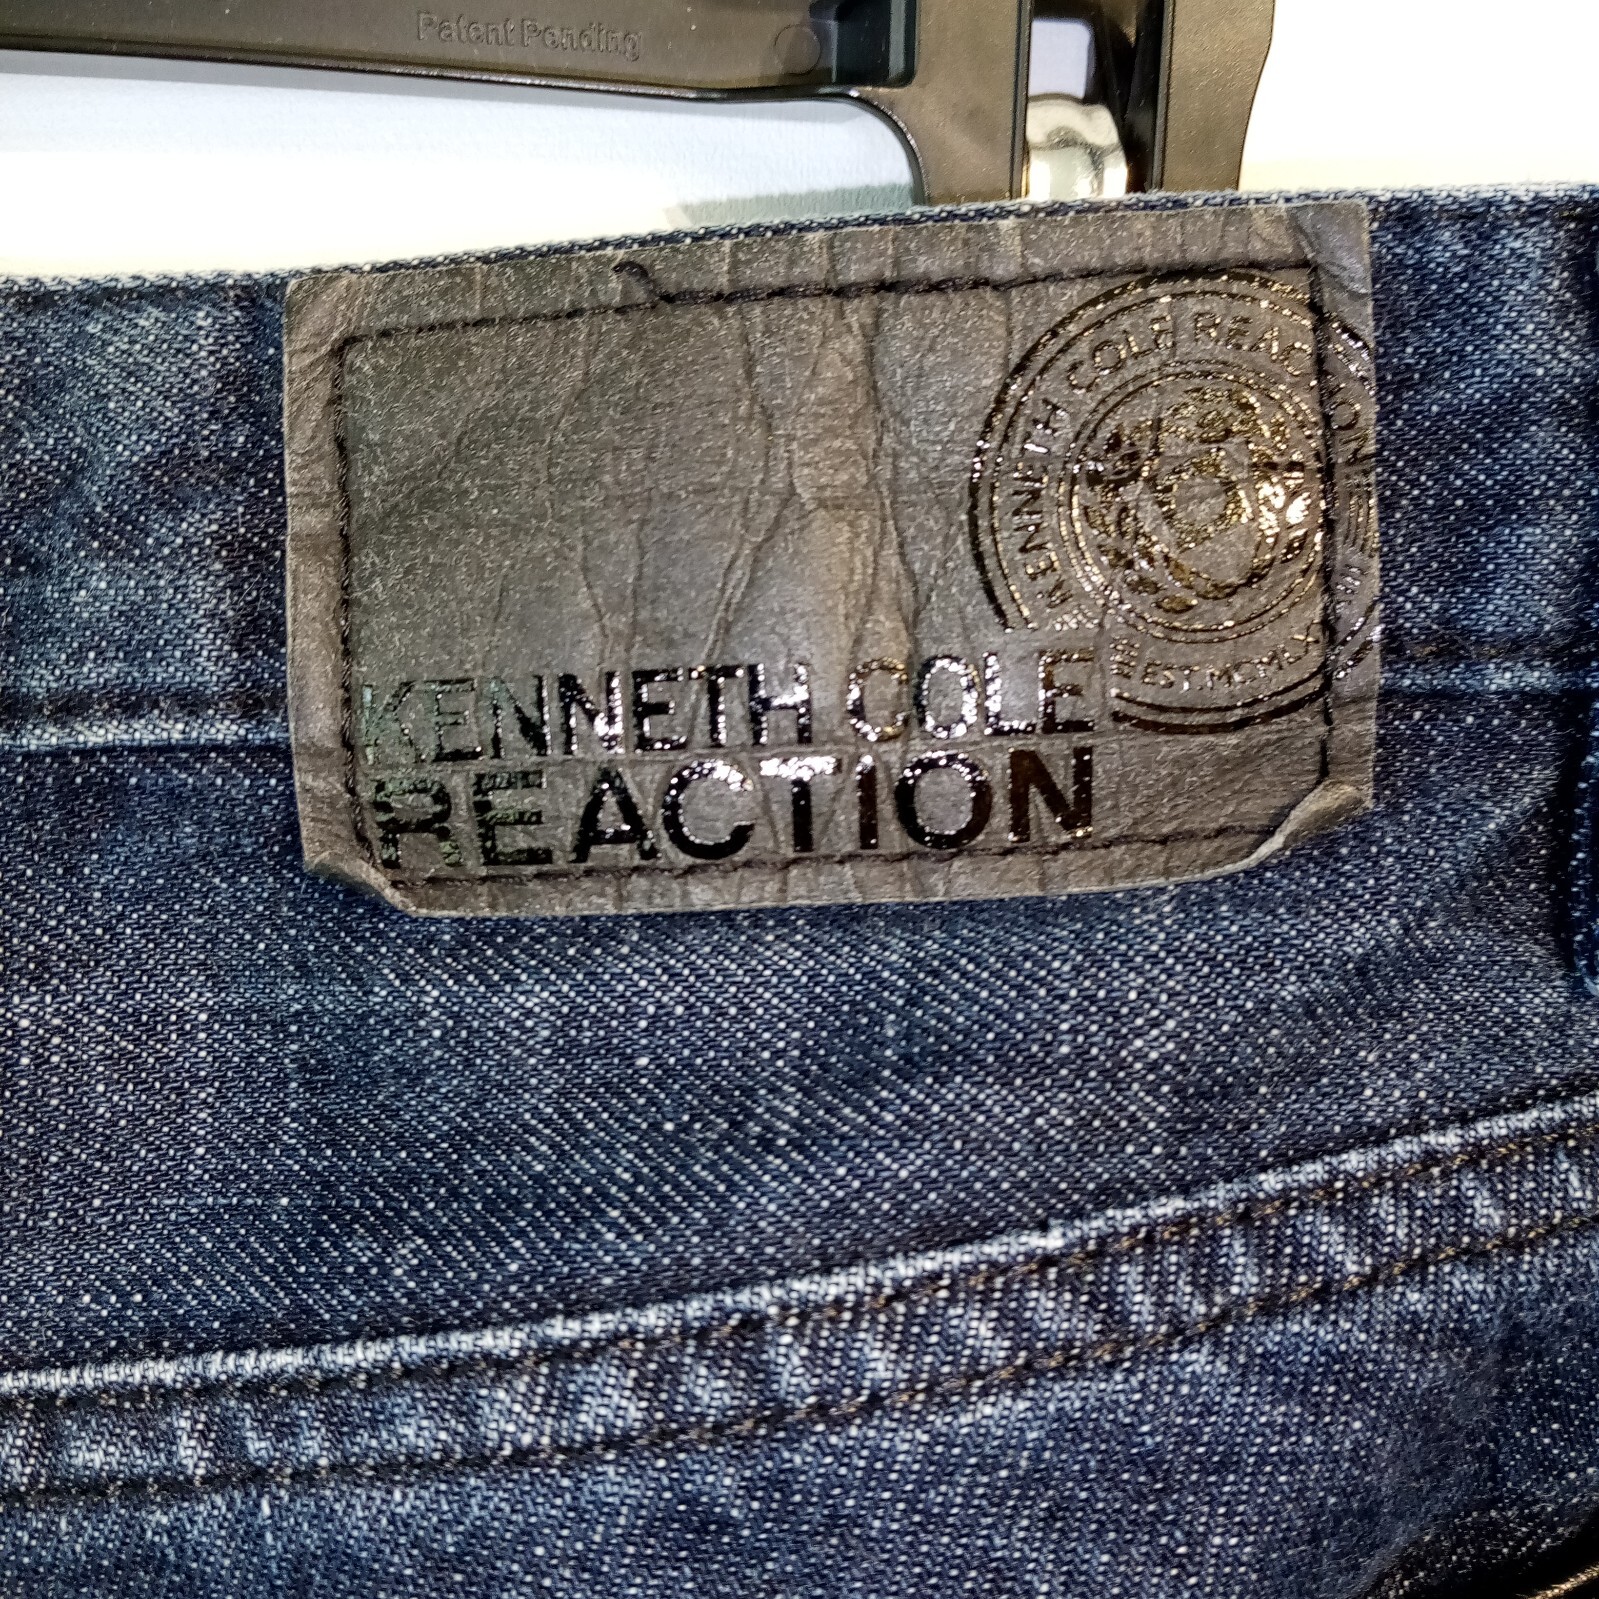 Patent Pending
KENNETH COLE REACTION
EST. MCMLX
KENNETH COLE
REACTION